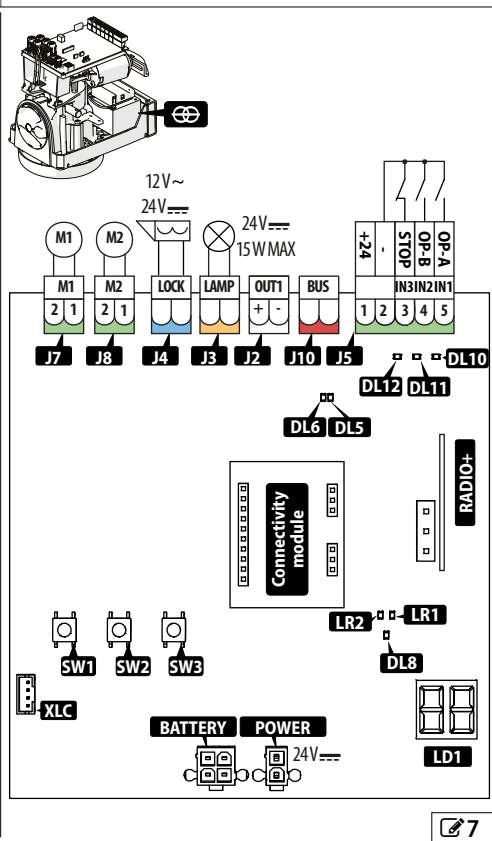 12V~
24V
24V
15W MAX
M1
M2
+24
-
STOP
OP-B
OP-A
M1
M2
LOCK
LAMP
OUT1
BUS
IN3
IN2
IN1
2 1
2 1
+ -
1 2 3 4 5
J7
J8
J4
J3
J2
J10
J5
DL12
DL11
DL10
DL6
DL5
RADIO+
Connectivity
module
LR2
LR1
DL8
SW1
SW2
SW3
XLC
BATTERY
POWER
24V
LD1
7